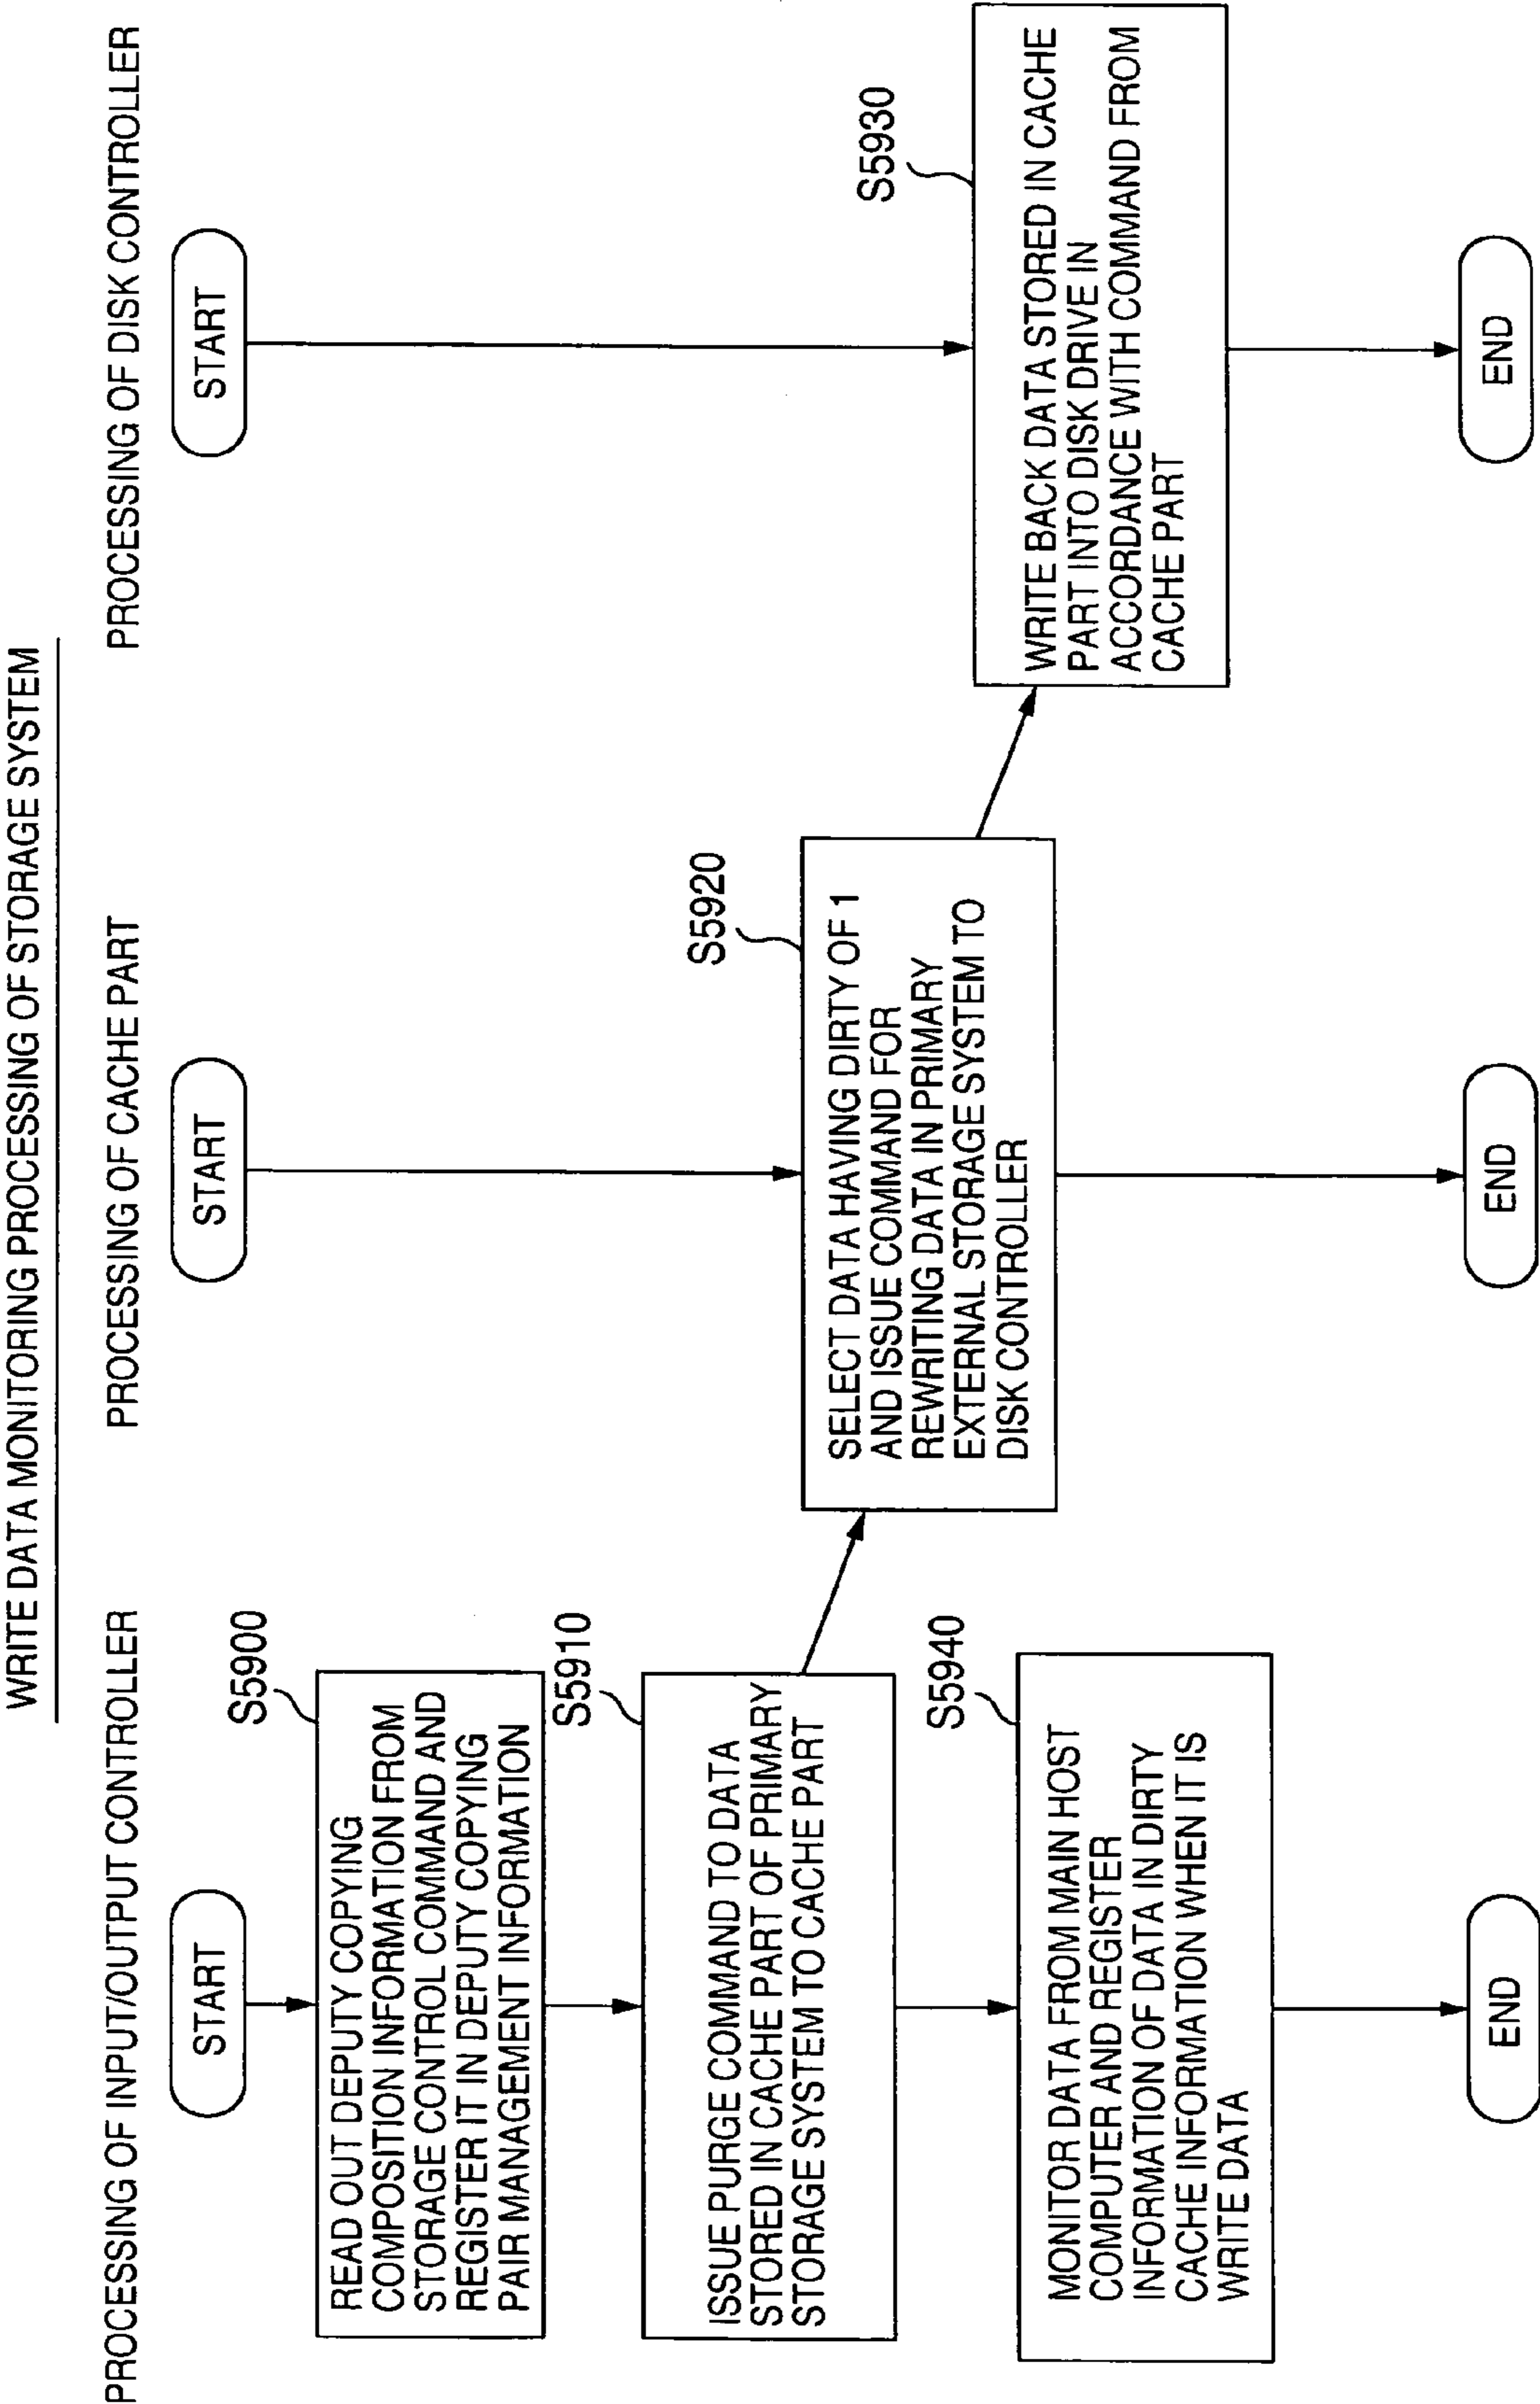 WRITE DATA MONITORING PROCESSING OF STORAGE SYSTEM
PROCESSING OF INPUT/OUTPUT CONTROLLER
START
S5900
READ OUT DEPUTY COPYING
COMPOSITION INFORMATION FROM
STORAGE CONTROL COMMAND AND
REGISTER IT IN DEPUTY COPYING
PAIR MANAGEMENT INFORMATION
S5910
ISSUE PURGE COMMAND TO DATA
STORED IN CACHE PART OF PRIMARY
STORAGE SYSTEM TO CACHE PART
S5940
MONITOR DATA FROM MAIN HOST
COMPUTER AND REGISTER
INFORMATION OF DATA IN DIRTY
CACHE INFORMATION WHEN IT IS
WRITE DATA
END
PROCESSING OF CACHE PART
START
S5920
SELECT DATA HAVING DIRTY OF 1
AND ISSUE COMMAND FOR
REWRITING DATA IN PRIMARY
EXTERNAL STORAGE SYSTEM TO
DISK CONTROLLER
END
PROCESSING OF DISK CONTROLLER
START
S5930
WRITE BACK DATA STORED IN CACHE
PART INTO DISK DRIVE IN
ACCORDANCE WITH COMMAND FROM
CACHE PART
END